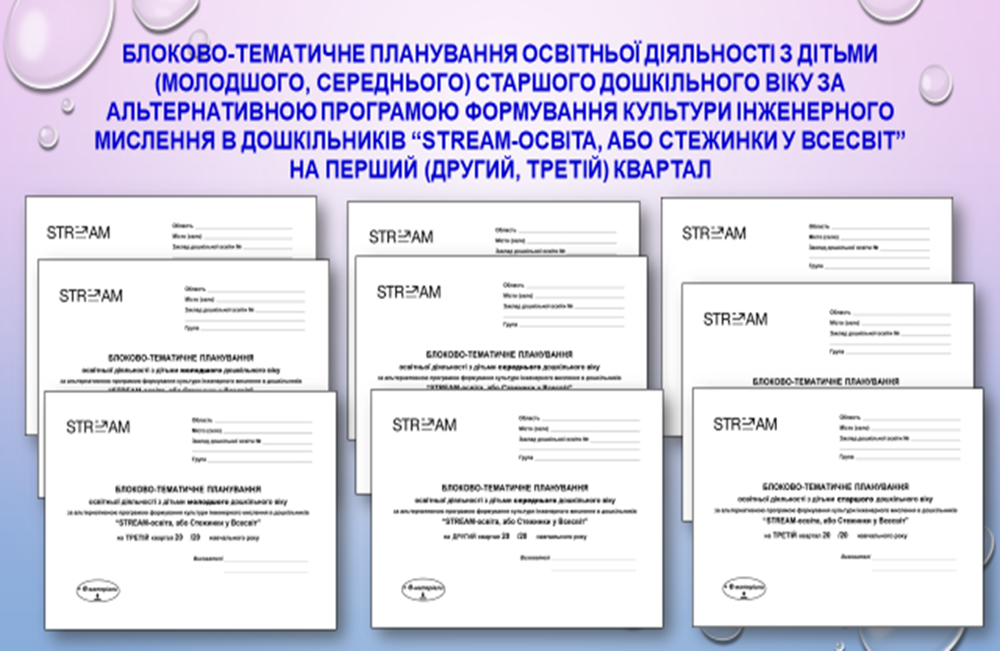 БЛОКОВО-ТЕМАТИЧНЕ ПЛАНУВАННЯ ОСВІТНЬОЇ ДІЯЛЬНОСТІ З ДІТЬМИ
(МОЛОДШОГО, СЕРЕДНЬОГО) СТАРШОГО ДОШКІЛЬНОГО ВІКУ ЗА
АЛЬТЕРНАТИВНОЮ ПРОГРАМОЮ ФОРМУВАННЯ КУЛЬТУРИ ІНЖЕНЕРНОГО
МИСЛЕННЯ В ДОШКІЛЬНИКІВ “STREAM-ОСВІТА, АБО СТЕЖИНКИ У ВСЕСВІТ”
НА ПЕРШИЙ (ДРУГИЙ, ТРЕТІЙ) КВАРТАЛ
STREAM
Область
Місто (село)
Заклад дошкільної освіти №
STREAM
Область
Місто (село)
Заклад дошкільної освіти №
Група
БЛОКОВО-ТЕМАТИЧНЕ ПЛАНУВАННЯ
освітньої діяльності з дітьми молодшого дошкільного віку
за альтернативною програмою формування культури інженерного мислення в дошкільників
“STREAM-освіта, або Стежинки у Всесвіт”
STREAM
Область
Місто (село)
Заклад дошкільної освіти №
Група
БЛОКОВО-ТЕМАТИЧНЕ ПЛАНУВАННЯ
освітньої діяльності з дітьми молодшого дошкільного віку
за альтернативною програмою формування культури інженерного мислення в дошкільників
“STREAM-освіта, або Стежинки у Всесвіт”
на ТРЕТІЙ квартал 20 /20 навчального року
Вихователі
+ Ф-матеріали
STREAM
Область
Місто (село)
Заклад дошкільної освіти №
STREAM
Область
Місто (село)
Заклад дошкільної освіти №
Група
БЛОКОВО-ТЕМАТИЧНЕ ПЛАНУВАННЯ
освітньої діяльності з дітьми середнього дошкільного віку
за альтернативною програмою формування культури інженерного мислення в дошкільників
“STREAM-освіта, або Стежинки у Всесвіт”
STREAM
Область
Місто (село)
Заклад дошкільної освіти №
Група
БЛОКОВО-ТЕМАТИЧНЕ ПЛАНУВАННЯ
освітньої діяльності з дітьми середнього дошкільного віку
за альтернативною програмою формування культури інженерного мислення в дошкільників
“STREAM-освіта, або Стежинки у Всесвіт”
на ДРУГИЙ квартал 20 /20 навчального року
Вихователі
STREAM
Область
Місто (село)
Заклад дошкільної освіти №
Група
STREAM
Область
Місто (село)
Заклад дошкільної освіти №
Група
БЛОКОВО-ТЕМАТИЧНЕ ПЛАНУВАННЯ
STREAM
Область
Місто (село)
Заклад дошкільної освіти №
Група
БЛОКОВО-ТЕМАТИЧНЕ ПЛАНУВАННЯ
освітньої діяльності з дітьми старшого дошкільного віку
за альтернативною програмою формування культури інженерного мислення в дошкільників
“STREAM-освіта, або Стежинки у Всесвіт”
на ТРЕТІЙ квартал 20 /20 навчального року
Вихователі